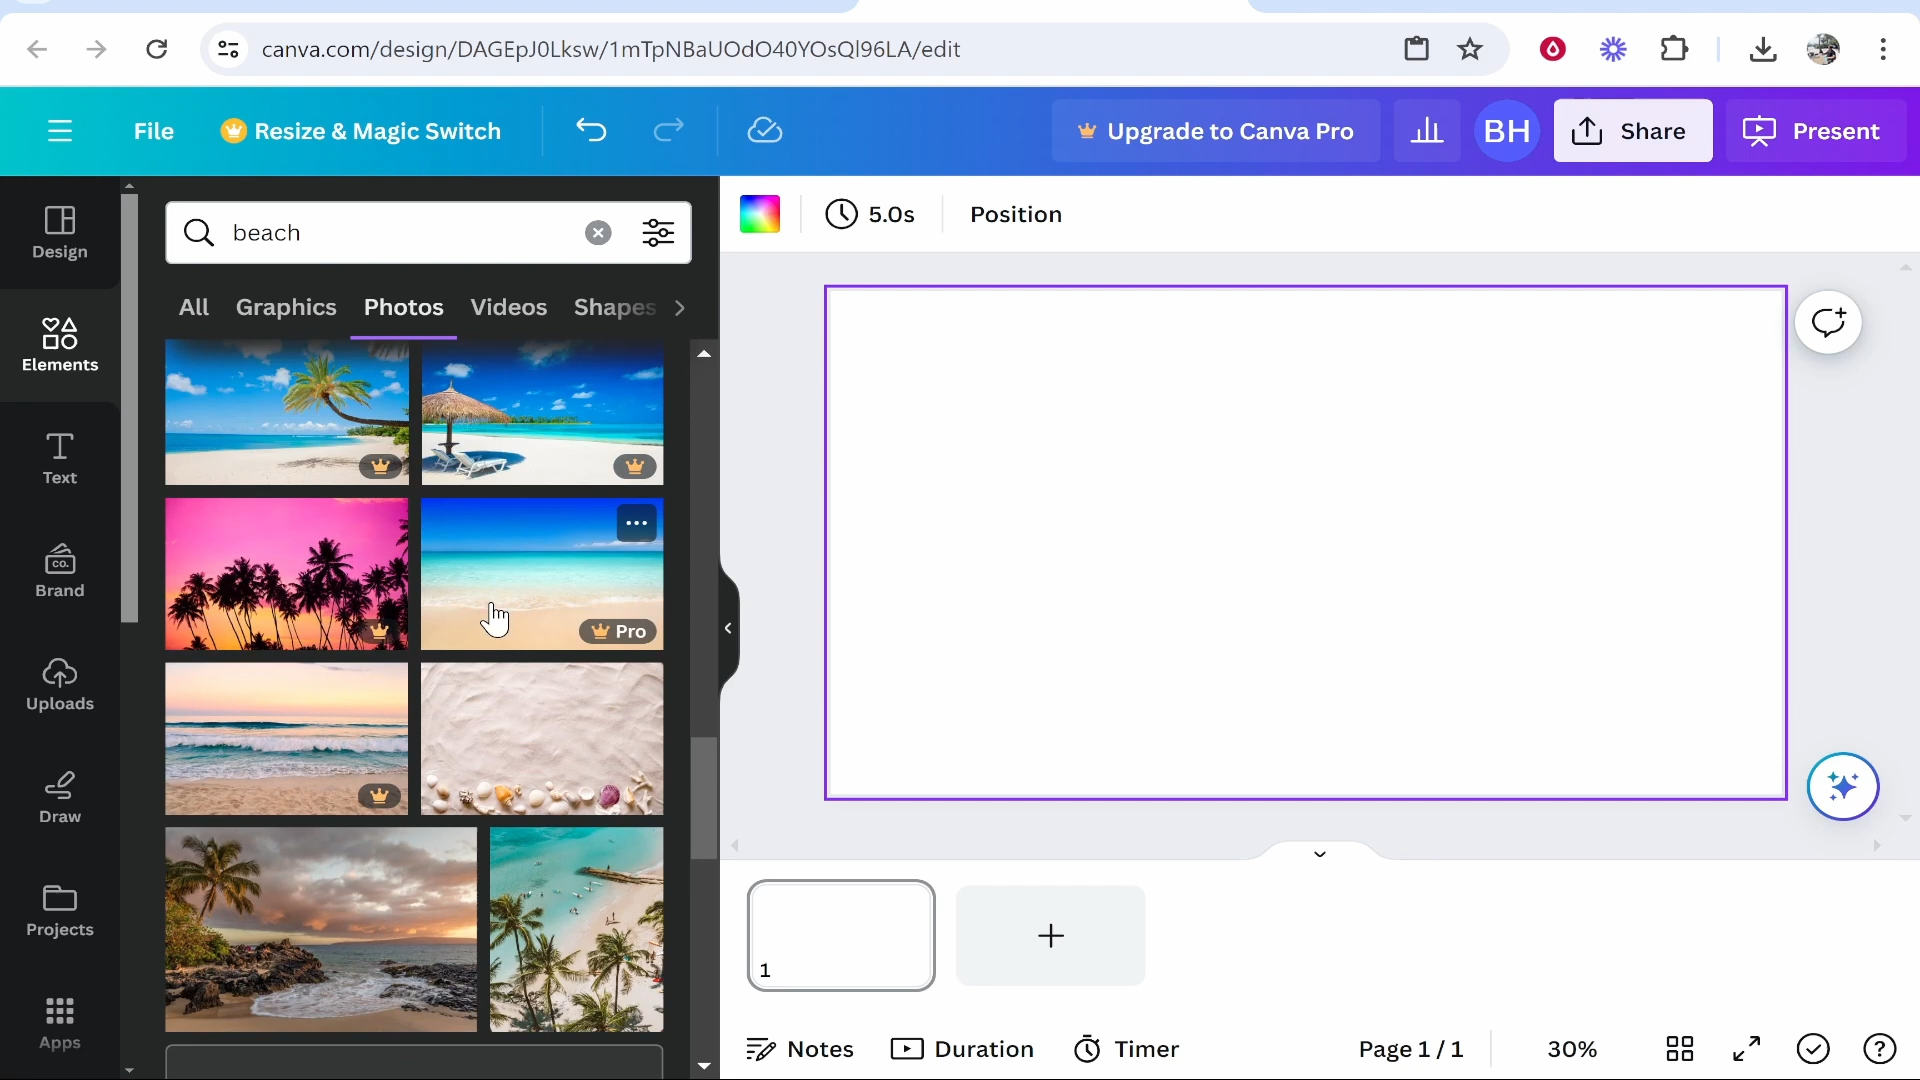 canva.com/design/DAGEpJ0Lksw/1mTpNBaUOdO40YOsQl96LA/edit
File
Resize & Magic Switch
Upgrade to Canva Pro
BH
Share
Present
Design
Elements
Text
co.
Brand
Uploads
Draw
Projects
Apps
beach
All
Graphics
Photos
Videos
Shapes
Pro
5.0s
Position
1
Notes
Duration
Timer
Page 1 / 1
30%